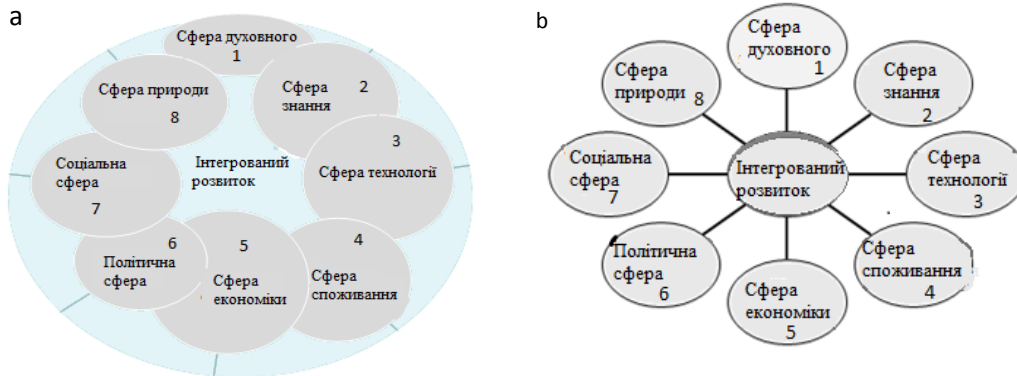 a
Сфера духовного
1
Сфера природи
8
2
Сфера
знання
3
Сфера технології
Соціальна
сфера
7
Інтегрований
розвиток
6
Політична
сфера
5
Сфера
економіки
4
Сфера
споживання
b
Сфера
духовного
1
Сфера
природи 8
Сфера
знання
2
Соціальна
сфера
7
Інтегрований
розвиток
Сфера
технології
3
Політична
сфера
6
Сфера
економіки
5
Сфера
споживання
4